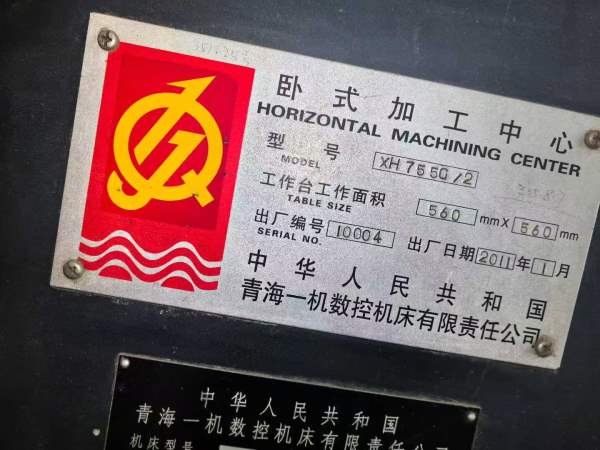 卧式加工中心
HORIZONTAL MACHINING CENTER
型号 XH755Q/2
MODEL
工作台工作面积 560 mm X 560 mm
TABLE SIZE
出厂编号 10004 出厂日期 2011 年 1 月
SERIAL NO.
中华人民共和国
青海一机数控机床有限责任公司
中华人民共和国
青海一机数控机床有限责任公司
机床型号